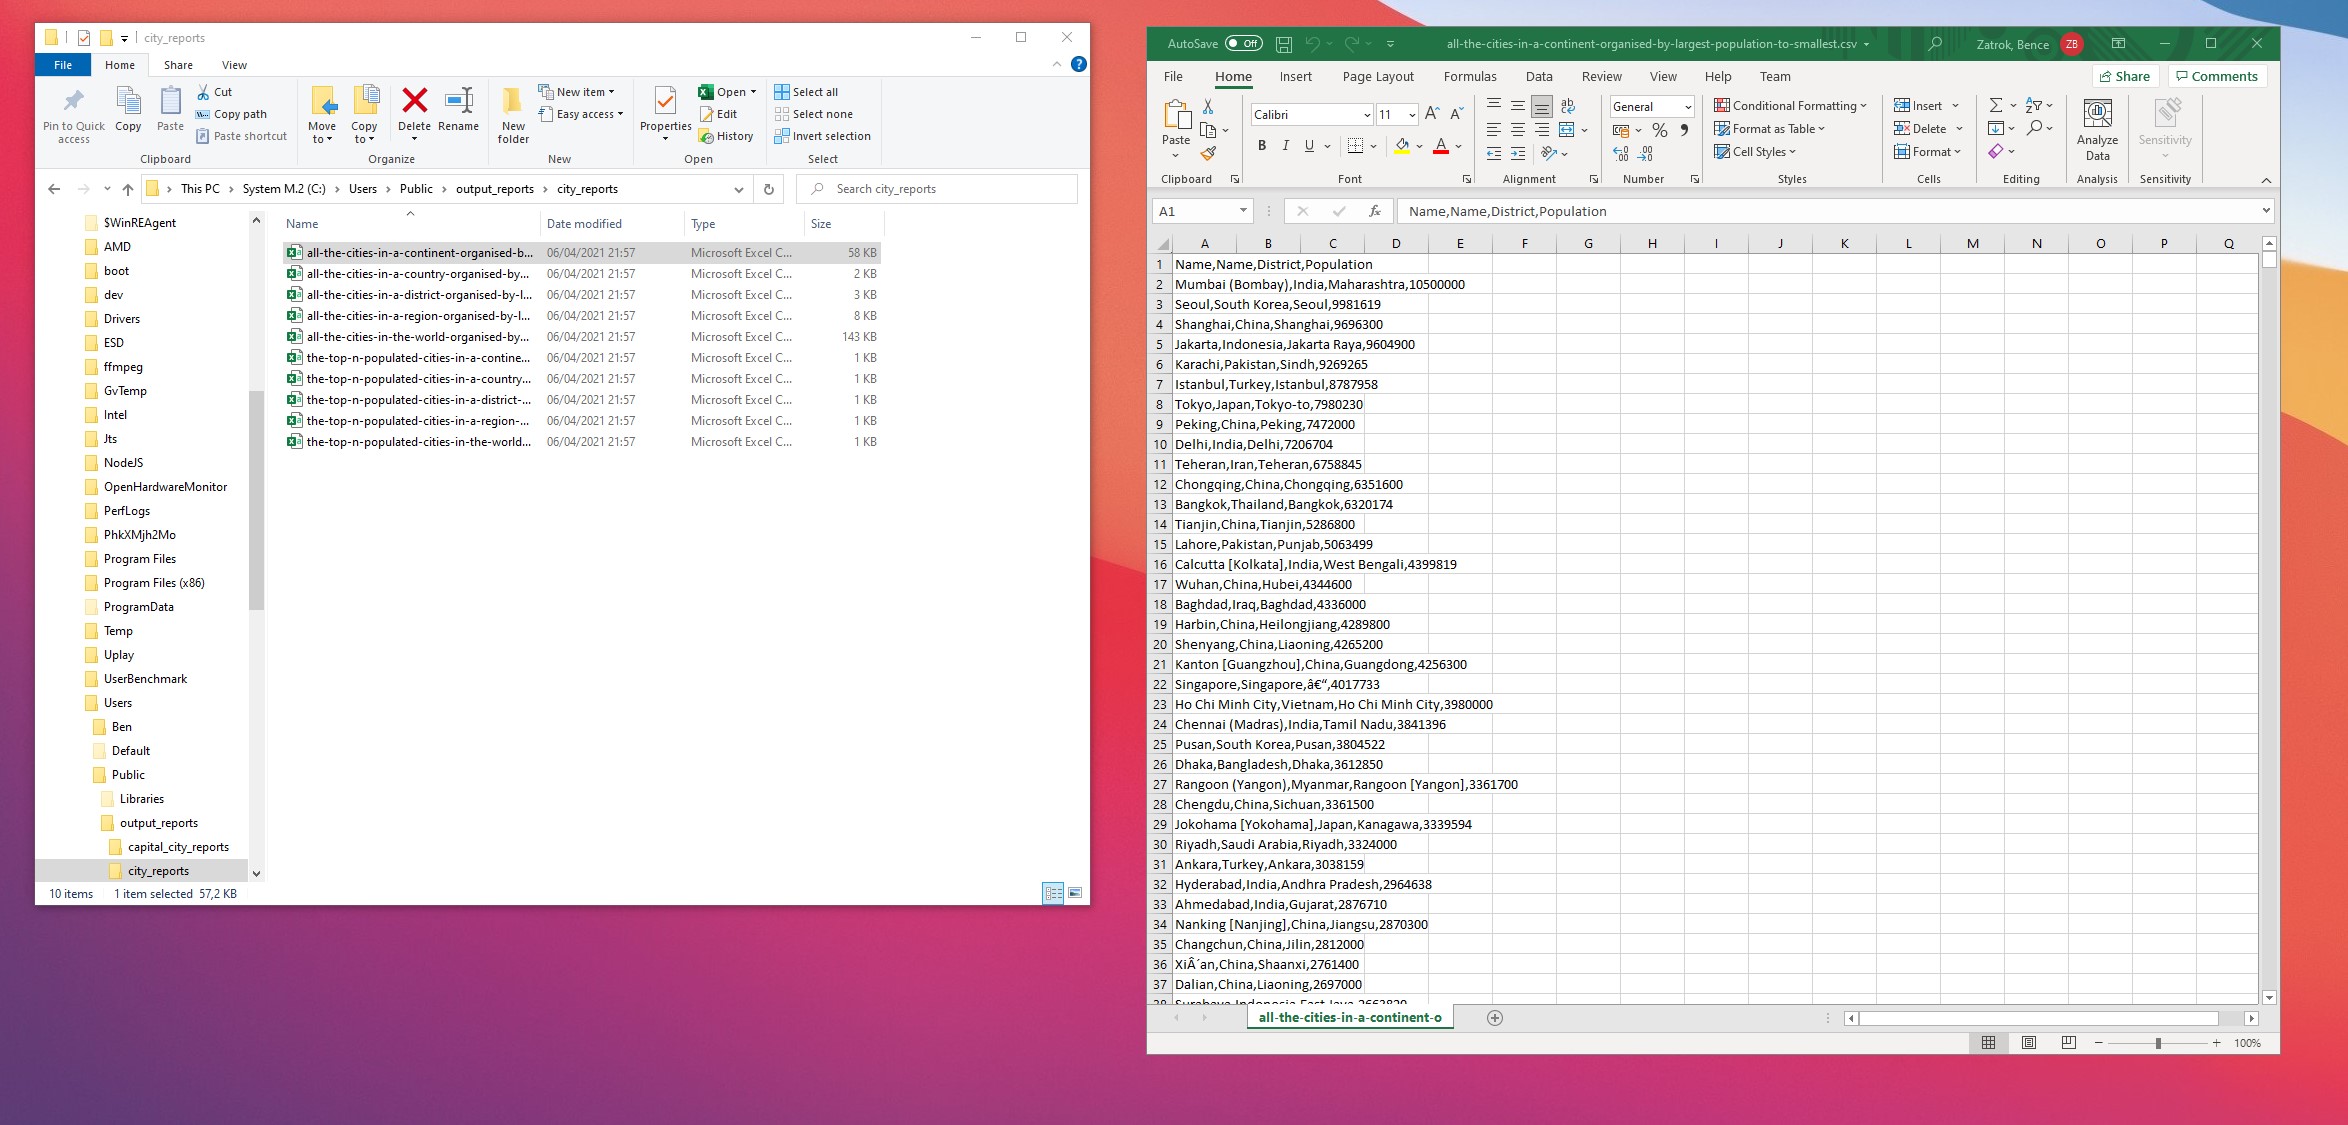 city_reports
File Home Share View
Pin to Quick access
Copy
Paste
Cut
Copy path
Paste shortcut
Clipboard
Move to
Copy to
Delete
Rename
Organize
New folder
New item
Easy access
New
Properties
Open
Edit
History
Open
Select all
Select none
Invert selection
Select
This PC > System M.2 (C:) > Users > Public > output_reports > city_reports
Search city_reports
$WinREAgent
AMD
boot
dev
Drivers
ESD
ffmpeg
GvTemp
Intel
Jts
NodeJS
OpenHardwareMonitor
PerfLogs
PhkXMjh2Mo
Program Files
Program Files (x86)
ProgramData
Temp
Uplay
UserBenchmark
Users
Ben
Default
Public
Libraries
output_reports
capital_city_reports
city_reports
Name Date modified Type Size
all-the-cities-in-a-continent-organised-b... 06/04/2021 21:57 Microsoft Excel C... 58 KB
all-the-cities-in-a-country-organised-by... 06/04/2021 21:57 Microsoft Excel C... 2 KB
all-the-cities-in-a-district-organised-by-l... 06/04/2021 21:57 Microsoft Excel C... 3 KB
all-the-cities-in-a-region-organised-by-l... 06/04/2021 21:57 Microsoft Excel C... 8 KB
all-the-cities-in-the-world-organised-by... 06/04/2021 21:57 Microsoft Excel C... 143 KB
the-top-n-populated-cities-in-a-contine... 06/04/2021 21:57 Microsoft Excel C... 1 KB
the-top-n-populated-cities-in-a-country... 06/04/2021 21:57 Microsoft Excel C... 1 KB
the-top-n-populated-cities-in-a-district-... 06/04/2021 21:57 Microsoft Excel C... 1 KB
the-top-n-populated-cities-in-a-region-... 06/04/2021 21:57 Microsoft Excel C... 1 KB
the-top-n-populated-cities-in-the-world... 06/04/2021 21:57 Microsoft Excel C... 1 KB
10 items 1 item selected 57,2 KB
AutoSave Off all-the-cities-in-a-continent-organised-by-largest-population-to-smallest.csv Zatrok, Bence ZB
File Home Insert Page Layout Formulas Data Review View Help Team Share Comments
Paste
Clipboard
Calibri 11
B I U
Font
Alignment
General
Number
Conditional Formatting
Format as Table
Cell Styles
Styles
Insert
Delete
Format
Cells
Editing
Analyze Data
Analysis
Sensitivity
Sensitivity
A1 fx Name,Name,District,Population
A B C D E F G H I J K L M N O P Q
1 Name,Name,District,Population
2 Mumbai (Bombay),India,Maharashtra,10500000
3 Seoul,South Korea,Seoul,9981619
4 Shanghai,China,Shanghai,9696300
5 Jakarta,Indonesia,Jakarta Raya,9604900
6 Karachi,Pakistan,Sindh,9269265
7 Istanbul,Turkey,Istanbul,8787958
8 Tokyo,Japan,Tokyo-to,7980230
9 Peking,China,Peking,7472000
10 Delhi,India,Delhi,7206704
11 Teheran,Iran,Teheran,6758845
12 Chongqing,China,Chongqing,6351600
13 Bangkok,Thailand,Bangkok,6320174
14 Tianjin,China,Tianjin,5286800
15 Lahore,Pakistan,Punjab,5063499
16 Calcutta [Kolkata],India,West Bengali,4399819
17 Wuhan,China,Hubei,4344600
18 Baghdad,Iraq,Baghdad,4336000
19 Harbin,China,Heilongjiang,4289800
20 Shenyang,China,Liaoning,4265200
21 Kanton [Guangzhou],China,Guangdong,4256300
22 Singapore,Singapore,â€“,4017733
23 Ho Chi Minh City,Vietnam,Ho Chi Minh City,3980000
24 Chennai (Madras),India,Tamil Nadu,3841396
25 Pusan,South Korea,Pusan,3804522
26 Dhaka,Bangladesh,Dhaka,3612850
27 Rangoon (Yangon),Myanmar,Rangoon [Yangon],3361700
28 Chengdu,China,Sichuan,3361500
29 Jokohama [Yokohama],Japan,Kanagawa,3339594
30 Riyadh,Saudi Arabia,Riyadh,3324000
31 Ankara,Turkey,Ankara,3038159
32 Hyderabad,India,Andhra Pradesh,2964638
33 Ahmedabad,India,Gujarat,2876710
34 Nanking [Nanjing],China,Jiangsu,2870300
35 Changchun,China,Jilin,2812000
36 XiÂ´an,China,Shaanxi,2761400
37 Dalian,China,Liaoning,2697000
38 Surabaya,Indonesia,East Java,2663820
all-the-cities-in-a-continent-o
100%